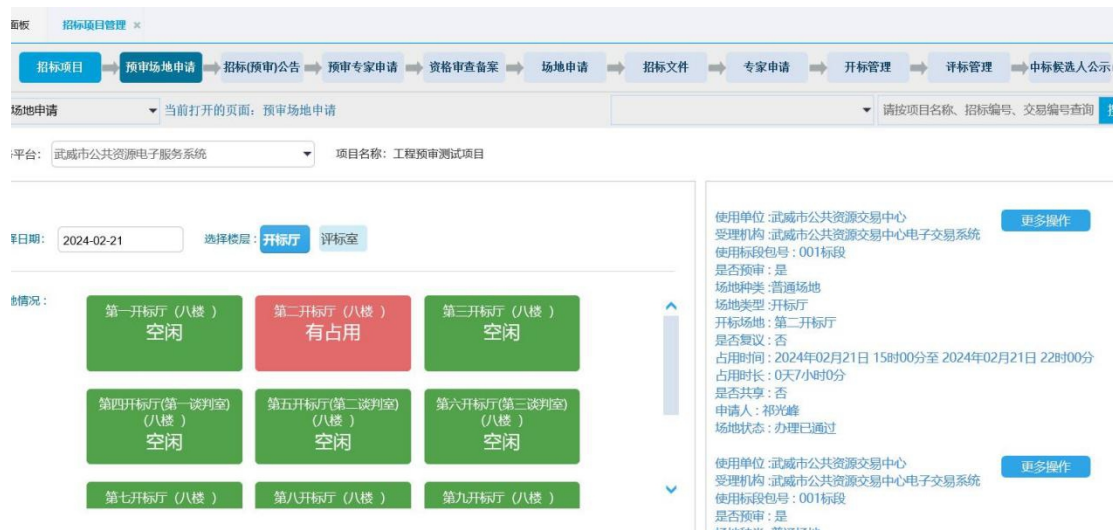 面板 招标项目管理 ×
招标项目 预审场地申请 招标(预审)公告 预审专家申请 资格审查备案 场地申请 招标文件 专家申请 开标管理 评标管理 中标候选人公示
场地申请 当前打开的页面：预审场地申请 请按项目名称、招标编号、交易编号查询
平台： 武威市公共资源电子服务系统 项目名称：工程预审测试项目
日期： 2024-02-21 选择楼层： 开标厅 评标室
情况：
第一开标厅（八楼 ）
空闲
第二开标厅（八楼 ）
有占用
第三开标厅（八楼 ）
空闲
第四开标厅(第一谈判室)
(八楼 )
空闲
第五开标厅(第二谈判室)
(八楼 )
空闲
第六开标厅(第三谈判室)
(八楼 )
空闲
第七开标厅（八楼 ）
第八开标厅（八楼 ）
第九开标厅（八楼 ）
使用单位 :武威市公共资源交易中心 更多操作
受理机构 :武威市公共资源交易中心电子交易系统
使用标段包号 : 001标段
是否预审 : 是
场地种类 :普通场地
场地类型 :开标厅
开标场地 : 第二开标厅
是否复议 : 否
占用时间 : 2024年02月21日 15时00分至 2024年02月21日 22时00分
占用时长 : 0天7小时0分
是否共享 : 否
申请人 : 祁光峰
场地状态 : 办理已通过
使用单位 :武威市公共资源交易中心 更多操作
受理机构 :武威市公共资源交易中心电子交易系统
使用标段包号 : 001标段
是否预审 : 是